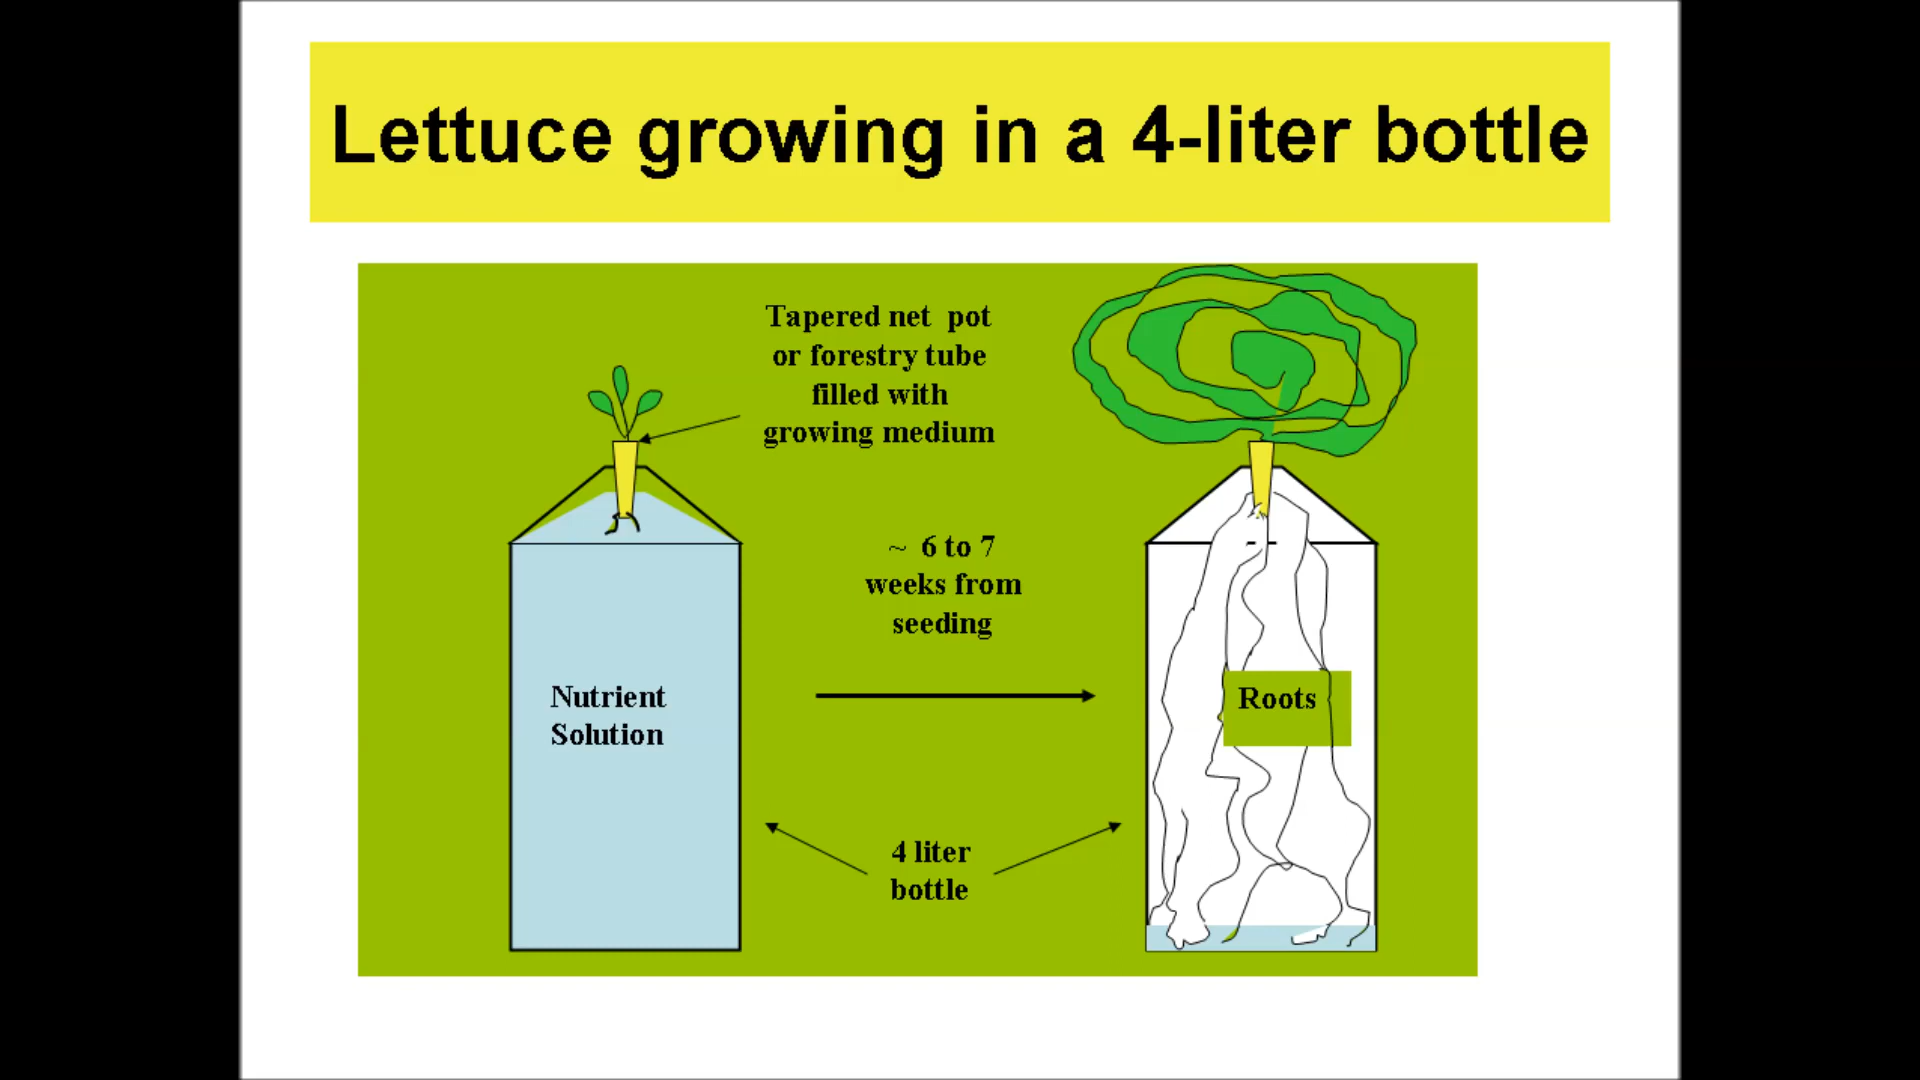 Lettuce growing in a 4-liter bottle
Tapered net pot
or forestry tube
filled with
growing medium
~ 6 to 7
weeks from
seeding
Nutrient
Solution
Roots
4 liter
bottle